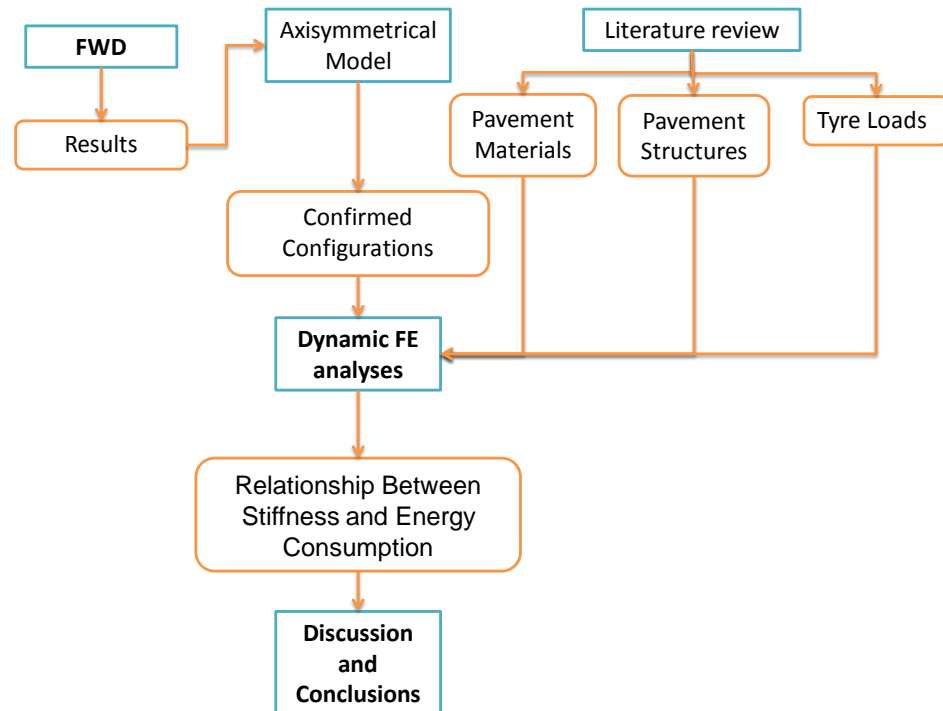 FWD
Results
Axisymmetrical
Model
Literature review
Pavement
Materials
Pavement
Structures
Tyre Loads
Confirmed
Configurations
Dynamic FE
analyses
Relationship Between
Stiffness and Energy
Consumption
Discussion
and
Conclusions